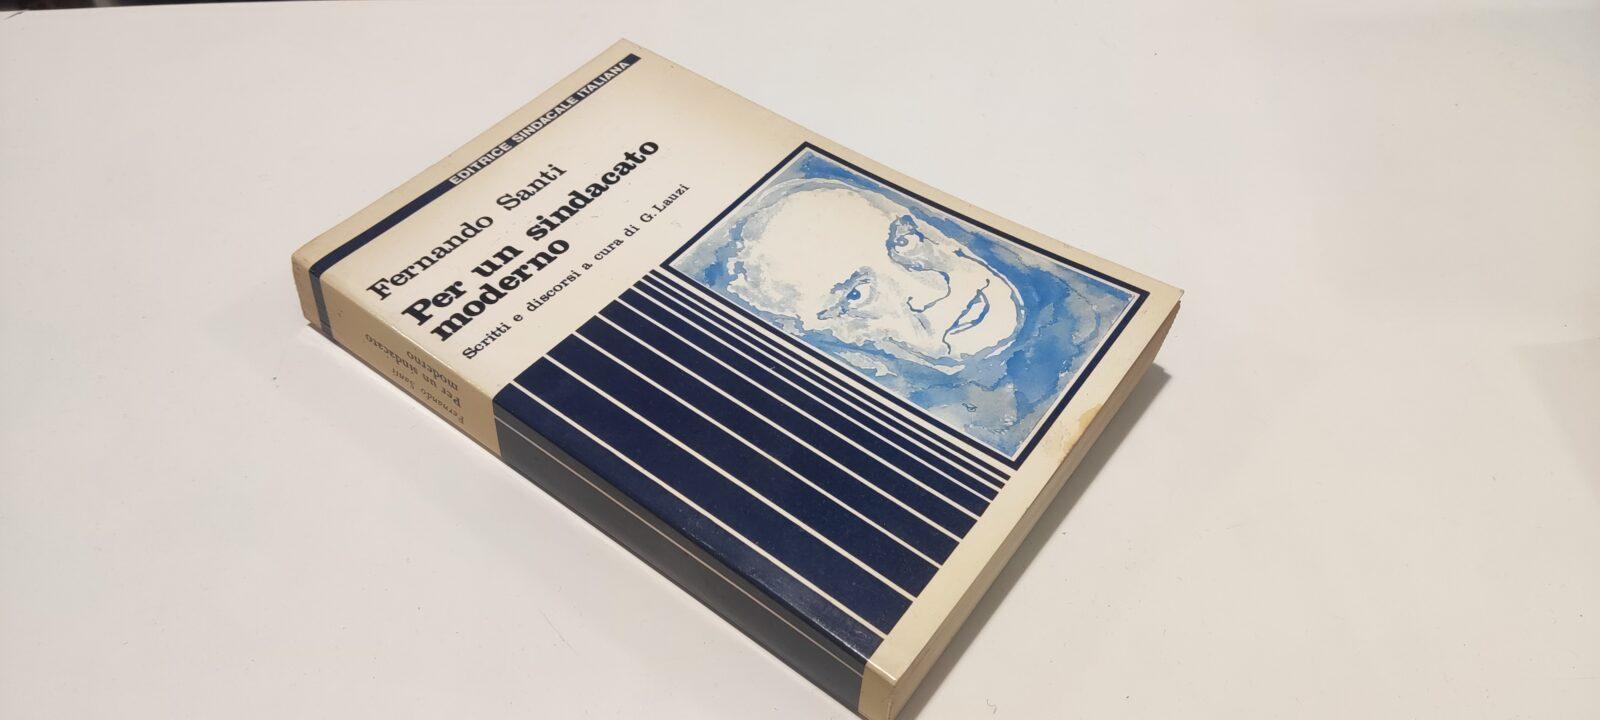 EDITRICE SINDACALE ITALIANA
Fernando Santi
Per un sindacato
moderno
Scritti e discorsi a cura di G. Lauzi
Fernando Santi
Per un sindacato
moderno